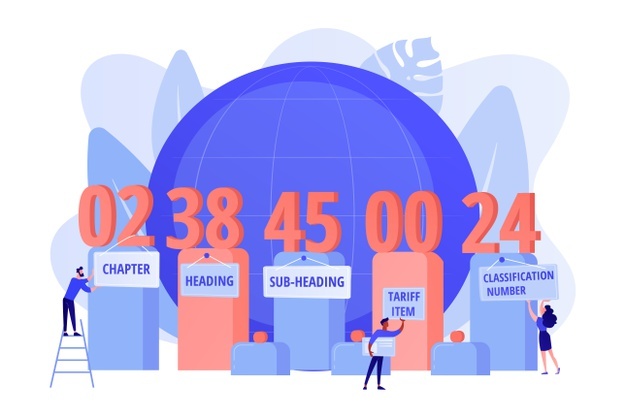 02 38 45 00 24
CHAPTER
HEADING
SUB-HEADING
TARIFF
ITEM
CLASSIFICATION
NUMBER